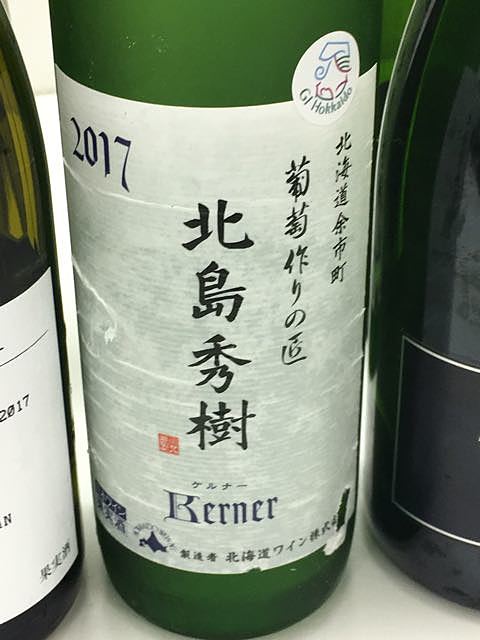 GI Hokkaido
2017
北海道余市町
葡萄作りの匠
北島秀樹
ケルナー
Kerner
製造者 北海道ワイン株式会
2017
果実酒